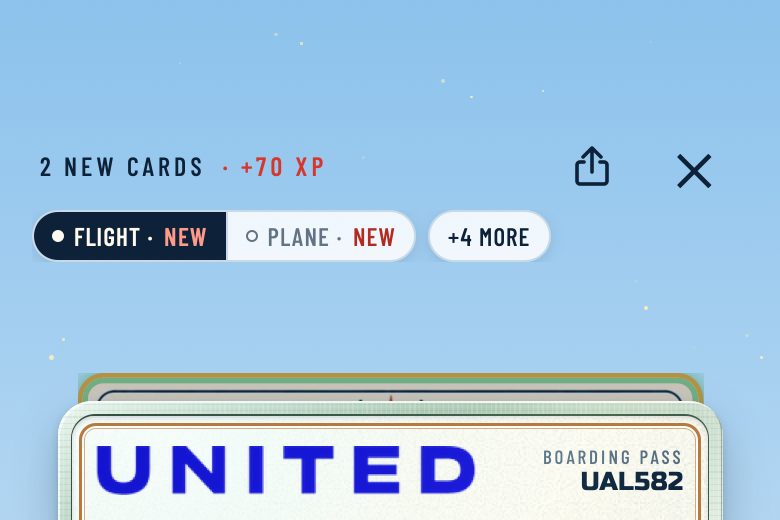 2 NEW CARDS · +70 XP
FLIGHT · NEW PLANE · NEW +4 MORE
UNITED
BOARDING PASS
UAL582